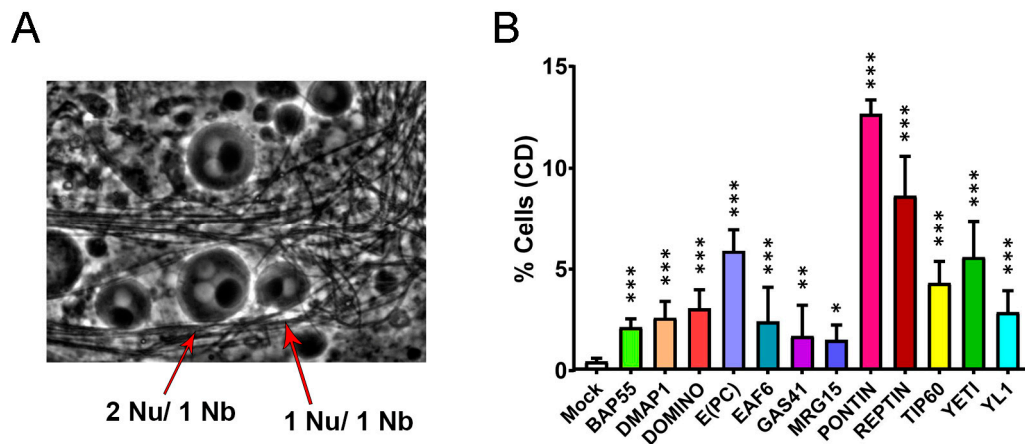 A
2 Nu/ 1 Nb
1 Nu/ 1 Nb
B
% Cells (CD)
15
10
5
0
***
***
***
***
***
**
*
***
***
***
***
***
Mock
BAP55
DMAP1
DOMINO
E(PC)
EAF6
GAS41
MRG15
PONTIN
REPTIN
TIP60
YETI
YL1